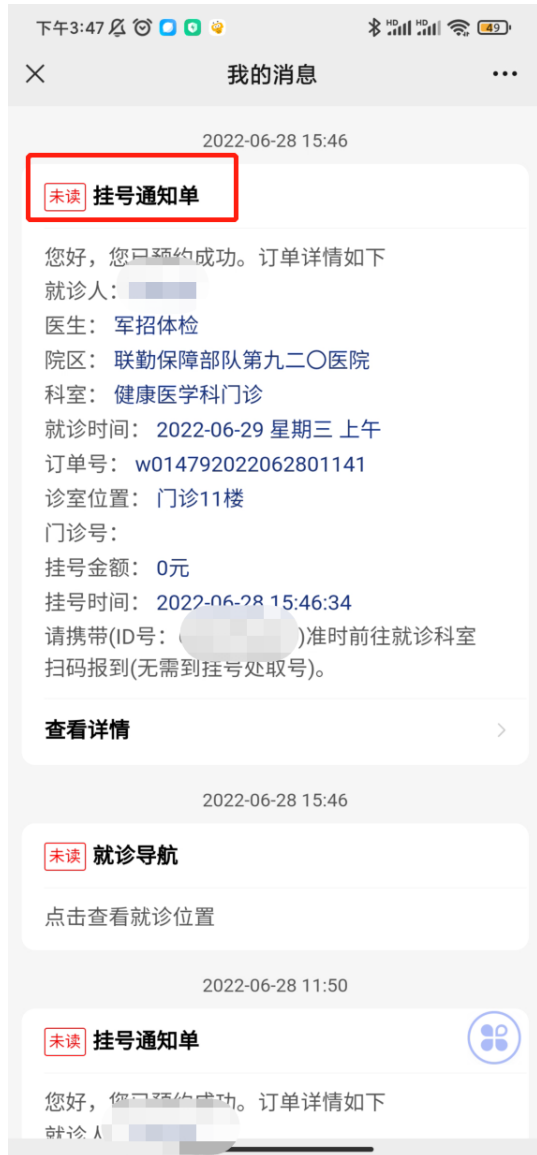 下午3:47
HD HD 49
我的消息
2022-06-28 15:46
未读 挂号通知单
您好，您已预约成功。订单详情如下
就诊人：
医生： 军招体检
院区： 联勤保障部队第九二〇医院
科室： 健康医学科门诊
就诊时间： 2022-06-29 星期三 上午
订单号： w014792022062801141
诊室位置： 门诊11楼
门诊号：
挂号金额： 0元
挂号时间： 2022-06-28 15:46:34
请携带(ID号： )准时前往就诊科室
扫码报到(无需到挂号处取号)。
查看详情
2022-06-28 15:46
未读 就诊导航
点击查看就诊位置
2022-06-28 11:50
未读 挂号通知单
您好，您已预约成功。订单详情如下
就诊人